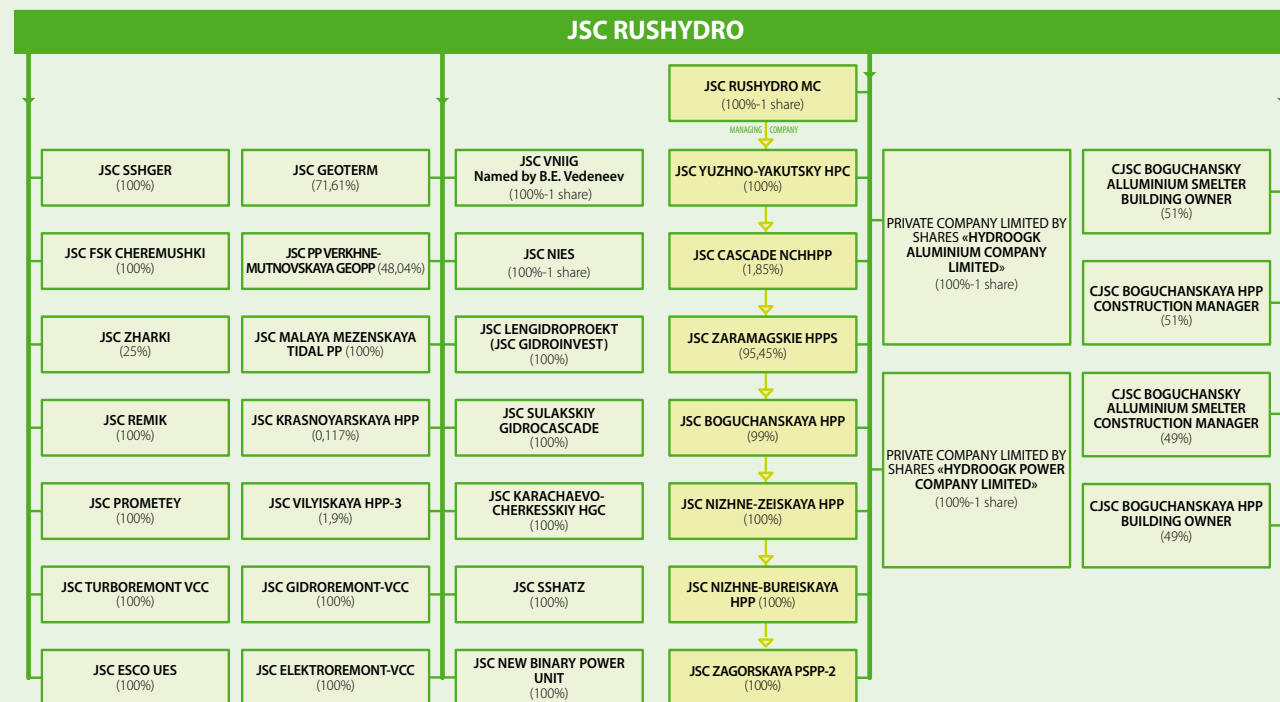 JSC RUSHYDRO
JSC RUSHYDRO MC
(100%-1 share)
MANAGING COMPANY
JSC SSHGER
(100%)
JSC GEOTERM
(71,61%)
JSC VNIIG
Named by B.E. Vedeneev
(100%-1 share)
JSC YUZHNO-YAKUTSKY HPC
(100%)
PRIVATE COMPANY LIMITED BY
SHARES «HYDROOGK
ALUMINIUM COMPANY
LIMITED»
(100%-1 share)
CJSC BOGUCHANSKY
ALLUMINIUM SMELTER
BUILDING OWNER
(51%)
JSC FSK CHEREMUSHKI
(100%)
JSC PP VERKHNE-
MUTNOVSKAYA GEOPP (48,04%)
JSC NIES
(100%-1 share)
JSC CASCADE NCHHPP
(1,85%)
CJSC BOGUCHANSKAYA HPP
CONSTRUCTION MANAGER
(51%)
JSC ZHARKI
(25%)
JSC MALAYA MEZENSKAYA
TIDAL PP (100%)
JSC LENGIDROPROEKT
(JSC GIDROINVEST)
(100%)
JSC ZARAMAGSKIE HPPS
(95,45%)
JSC REMIK
(100%)
JSC KRASNOYARSKAYA HPP
(0,117%)
JSC SULAKSKIY
GIDROCASCADE
(100%)
JSC BOGUCHANSKAYA HPP
(99%)
PRIVATE COMPANY LIMITED BY
SHARES «HYDROOGK POWER
COMPANY LIMITED»
(100%-1 share)
CJSC BOGUCHANSKY
ALLUMINIUM SMELTER
CONSTRUCTION MANAGER
(49%)
JSC PROMETEY
(100%)
JSC VILYISKAYA HPP-3
(1,9%)
JSC KARACHAEVO-
CHERKESSKIY HGC
(100%)
JSC NIZHNE-ZEISKAYA HPP
(100%)
CJSC BOGUCHANSKAYA HPP
BUILDING OWNER
(49%)
JSC TURBOREMONT VCC
(100%)
JSC GIDROREMONT-VCC
(100%)
JSC SSHATZ
(100%)
JSC NIZHNE-BUREISKAYA
HPP (100%)
JSC ESCO UES
(100%)
JSC ELEKTROREMONT-VCC
(100%)
JSC NEW BINARY POWER
UNIT
(100%)
JSC ZAGORSKAYA PSPP-2
(100%)